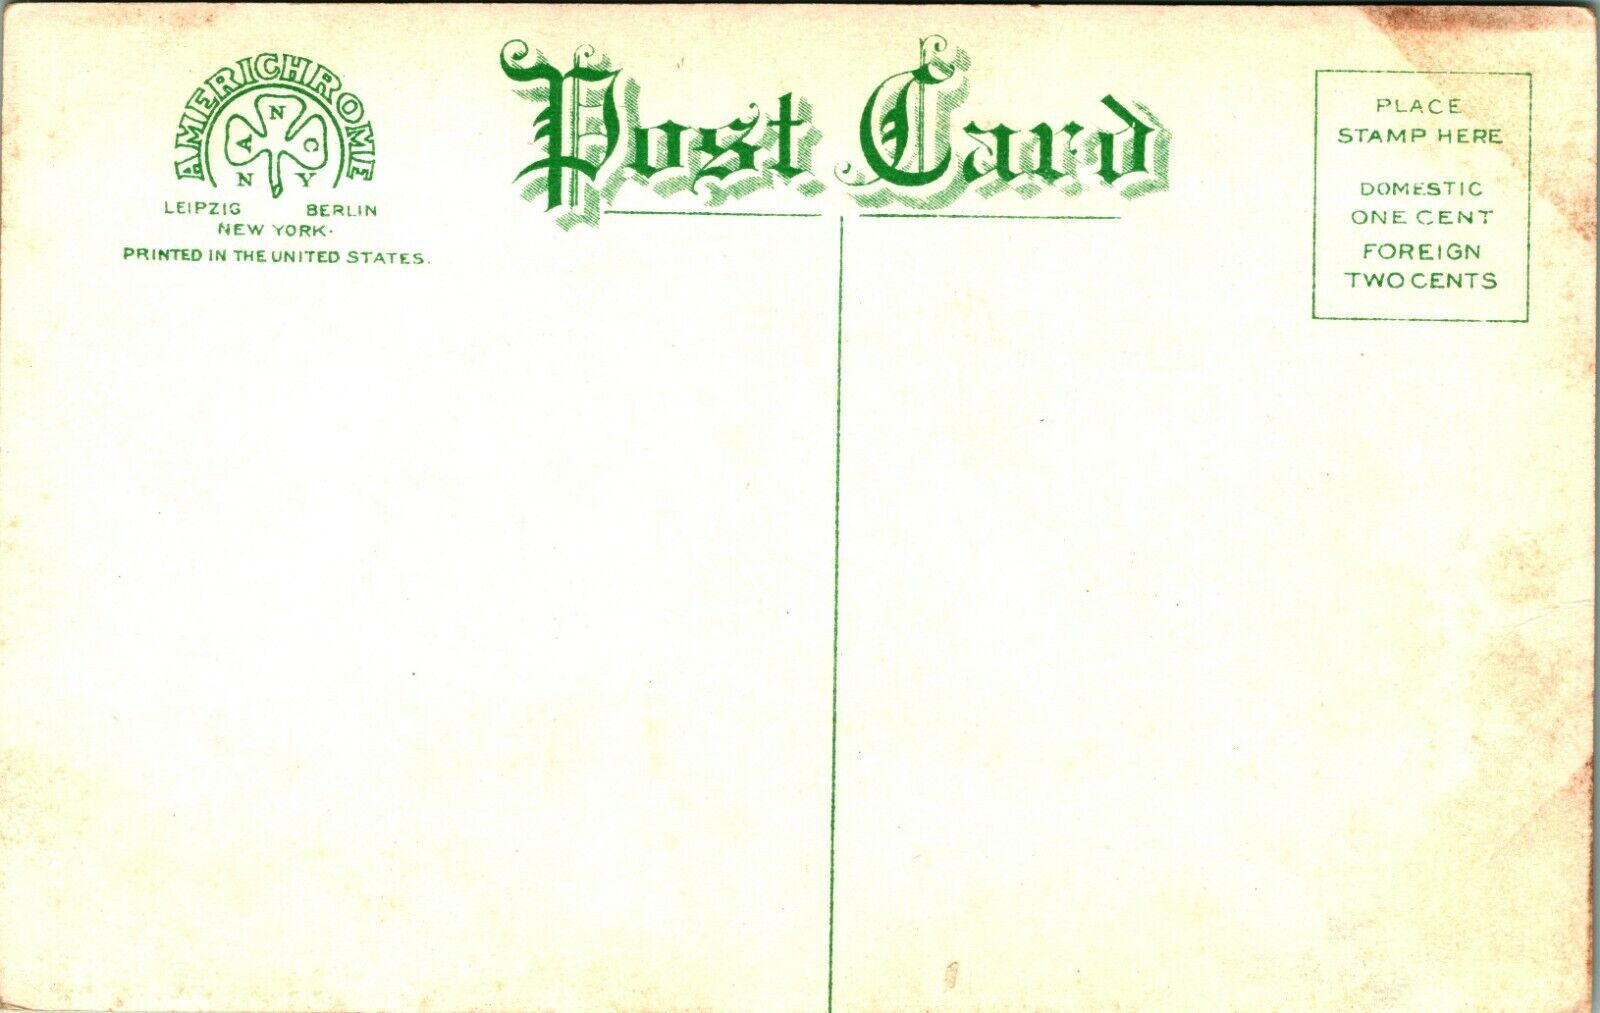 AMERICHROME
A N C
N Y
LEIPZIG BERLIN
NEW YORK.
PRINTED IN THE UNITED STATES.
Post Card
PLACE
STAMP HERE
DOMESTIC
ONE CENT
FOREIGN
TWO CENTS